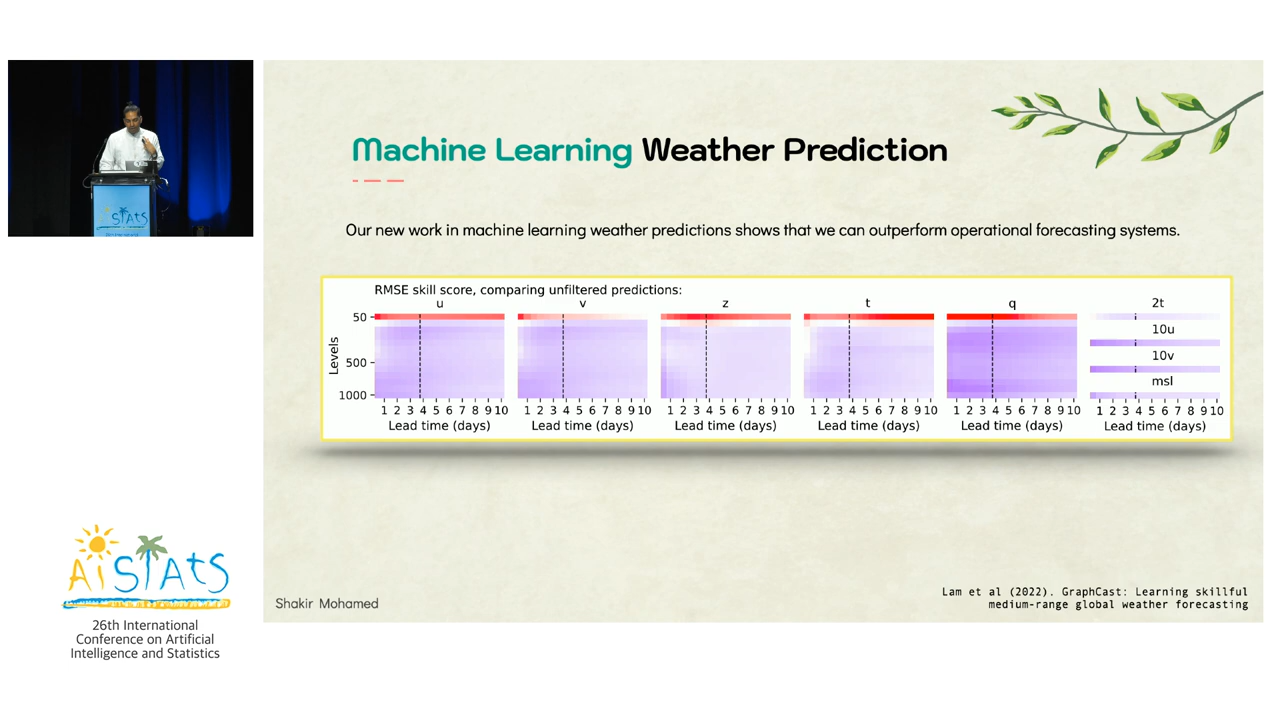 Machine Learning Weather Prediction
Our new work in machine learning weather predictions shows that we can outperform operational forecasting systems.
RMSE skill score, comparing unfiltered predictions:
u
v
z
t
q
2t
10u
10v
msl
Levels
50
500
1000
1 2 3 4 5 6 7 8 9 10
1 2 3 4 5 6 7 8 9 10
1 2 3 4 5 6 7 8 9 10
1 2 3 4 5 6 7 8 9 10
1 2 3 4 5 6 7 8 9 10
1 2 3 4 5 6 7 8 9 10
Lead time (days)
Lead time (days)
Lead time (days)
Lead time (days)
Lead time (days)
Lead time (days)
Shakir Mohamed
Lam et al (2022). GraphCast: Learning skillful
medium-range global weather forecasting
AiStAtS
26th International
Conference on Artificial
Intelligence and Statistics